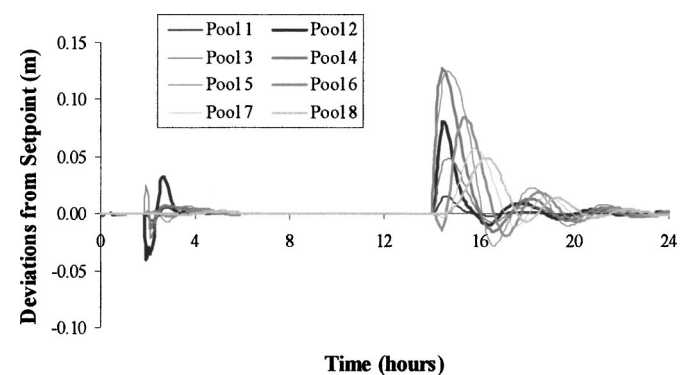 Pool 1 Pool 2
Pool 3 Pool 4
Pool 5 Pool 6
Pool 7 Pool 8
Deviations from Setpoint (m)
0.15
0.10
0.05
0.00
-0.05
-0.10
0 4 8 12 16 20 24
Time (hours)